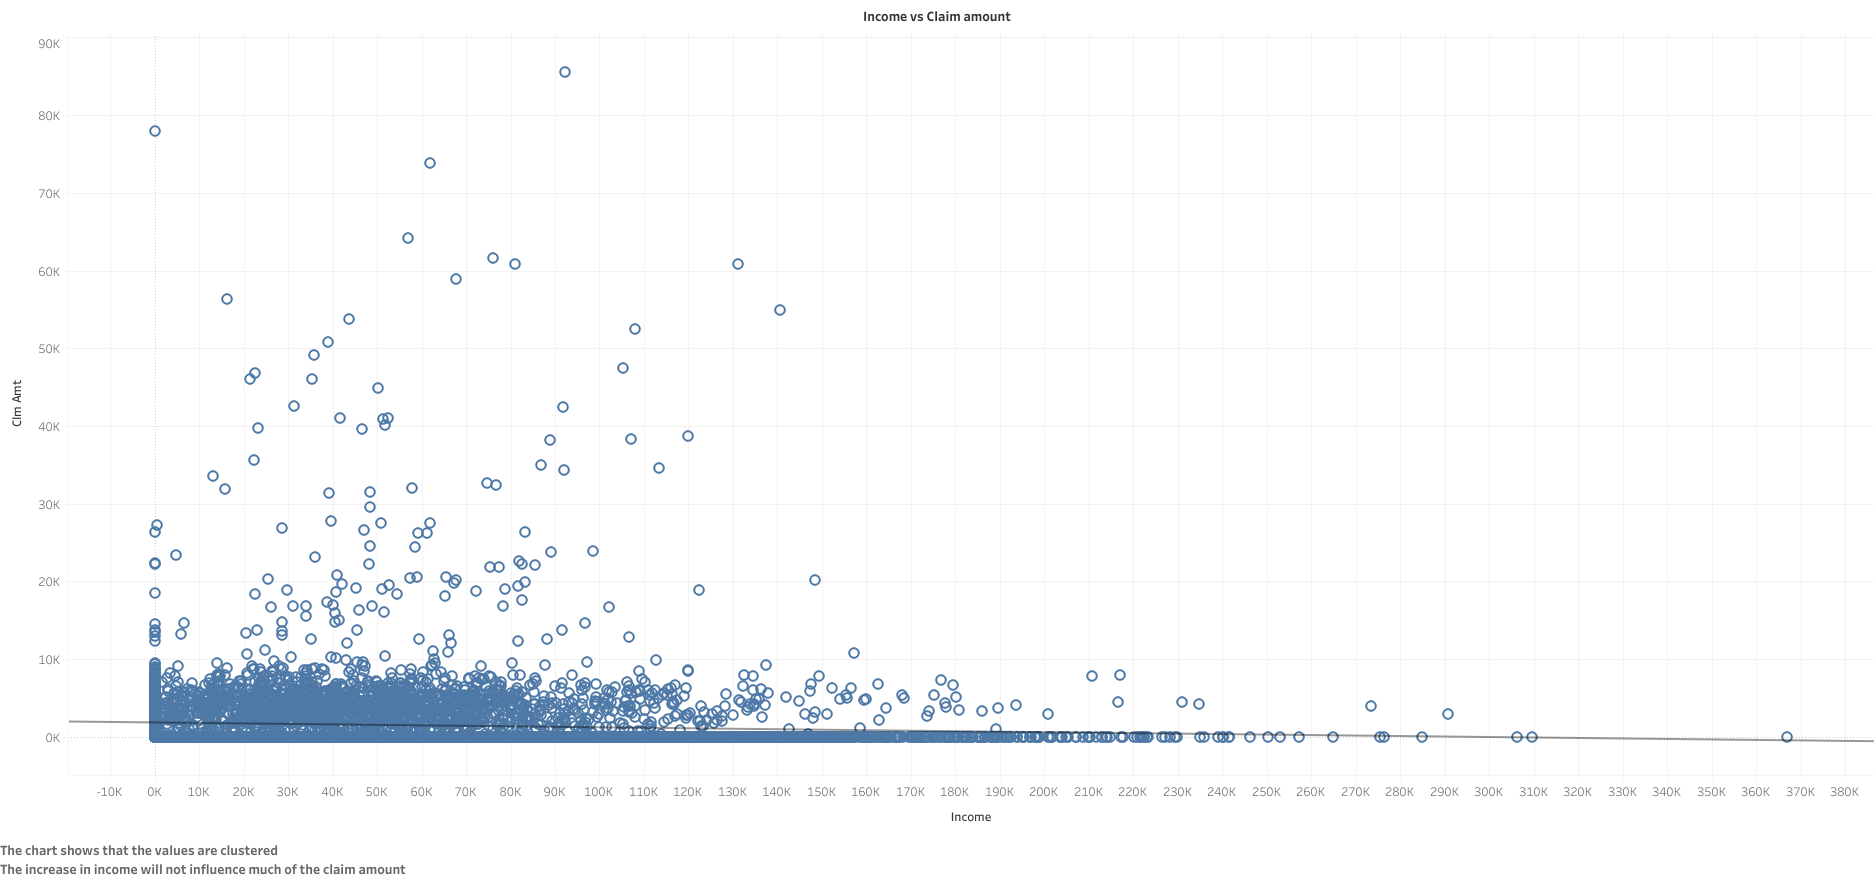 Income vs Claim amount
90K
80K
70K
60K
50K
40K
30K
20K
10K
0K
Clm Amt
-10K 0K 10K 20K 30K 40K 50K 60K 70K 80K 90K 100K 110K 120K 130K 140K 150K 160K 170K 180K 190K 200K 210K 220K 230K 240K 250K 260K 270K 280K 290K 300K 310K 320K 330K 340K 350K 360K 370K 380K
Income
The chart shows that the values are clustered
The increase in income will not influence much of the claim amount